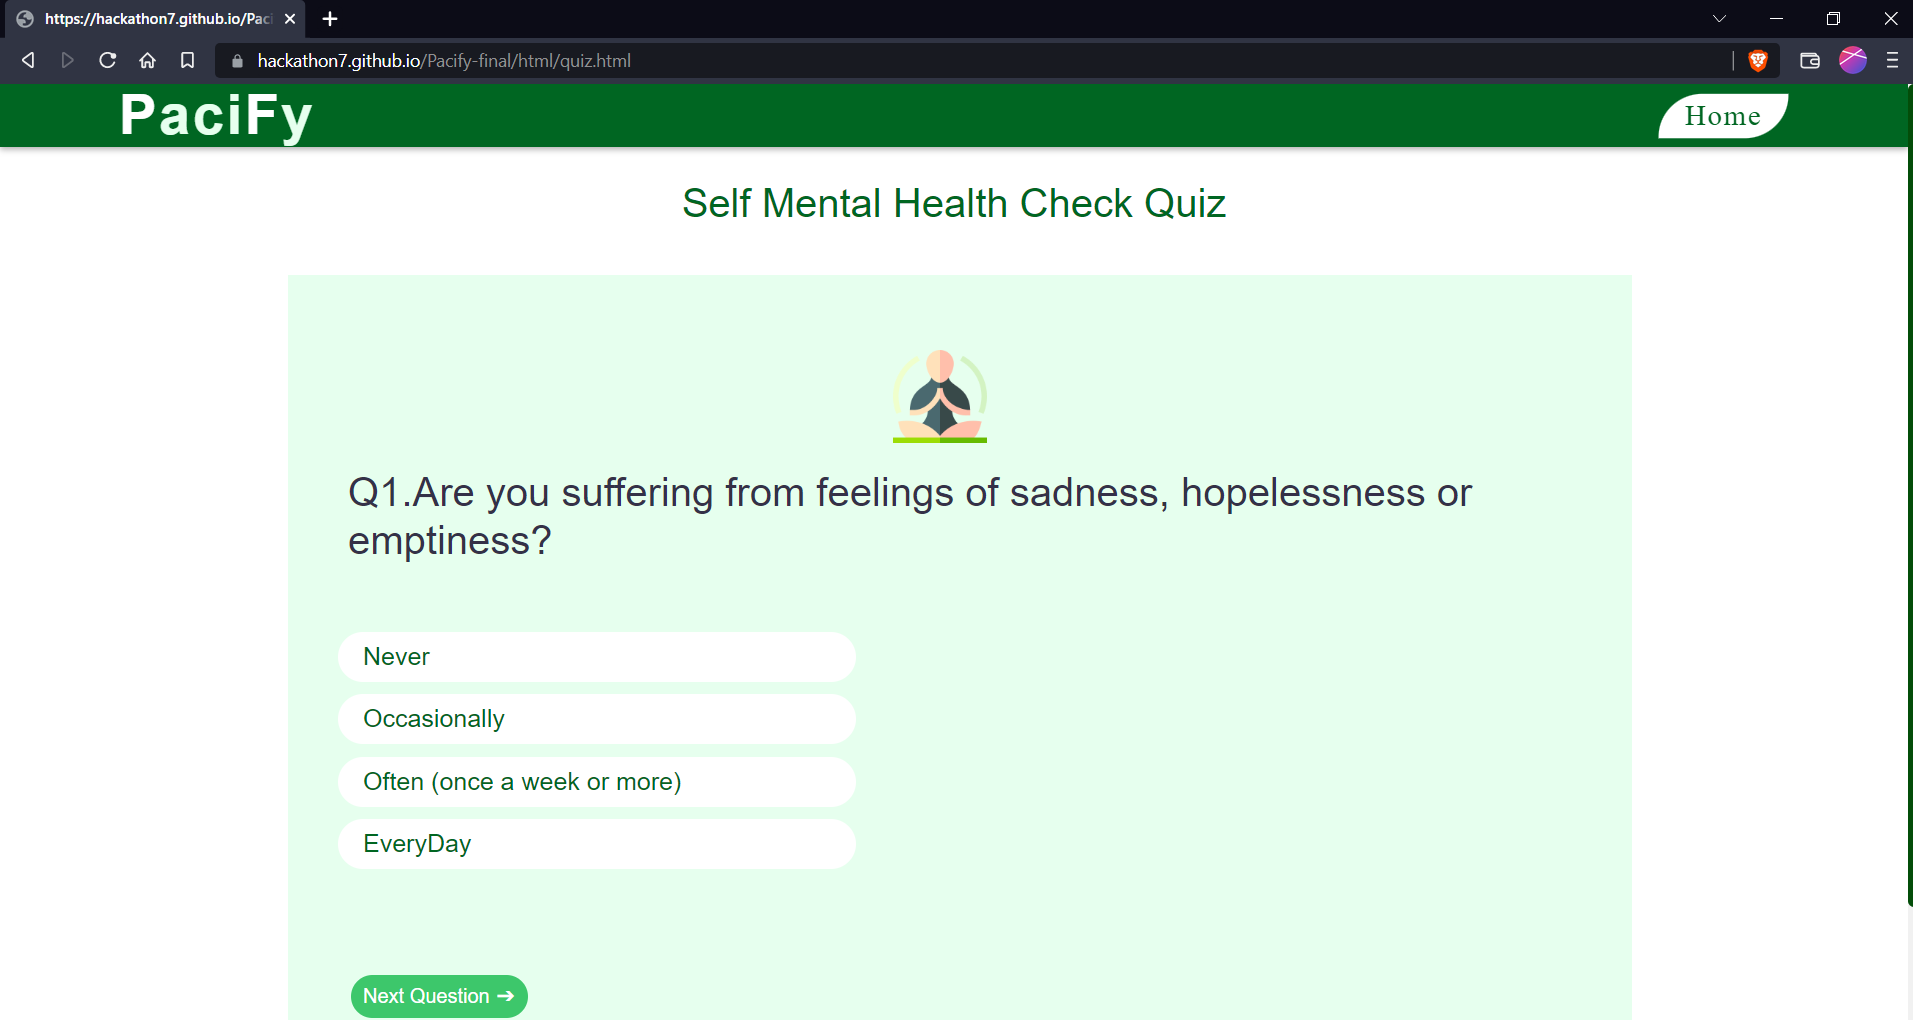 https://hackathon7.github.io/Paci
hackathon7.github.io/Pacify-final/html/quiz.html
PaciFy
Home
Self Mental Health Check Quiz
Q1.Are you suffering from feelings of sadness, hopelessness or
emptiness?
Never
Occasionally
Often (once a week or more)
EveryDay
Next Question ➔